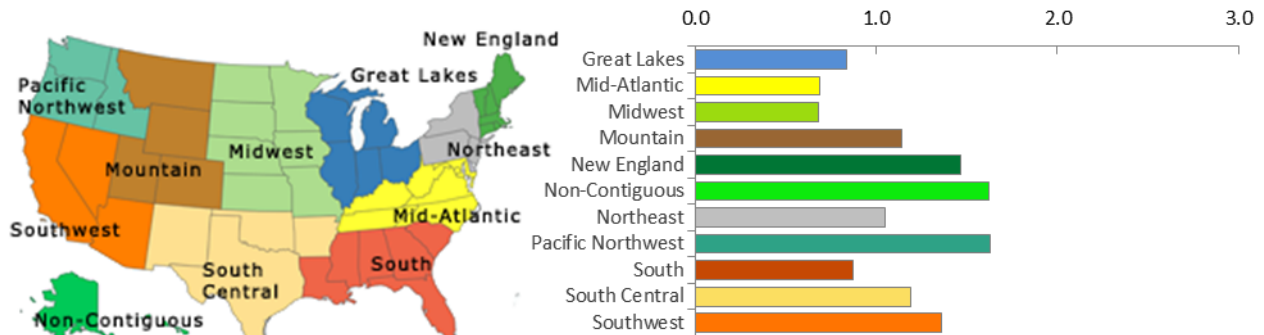 New England
Great Lakes
Pacific
Northwest
Midwest
Northeast
Mountain
Mid-Atlantic
Southwest
South
South
Central
Non-Contiguous
0.0 1.0 2.0 3.0
Great Lakes
Mid-Atlantic
Midwest
Mountain
New England
Non-Contiguous
Northeast
Pacific Northwest
South
South Central
Southwest